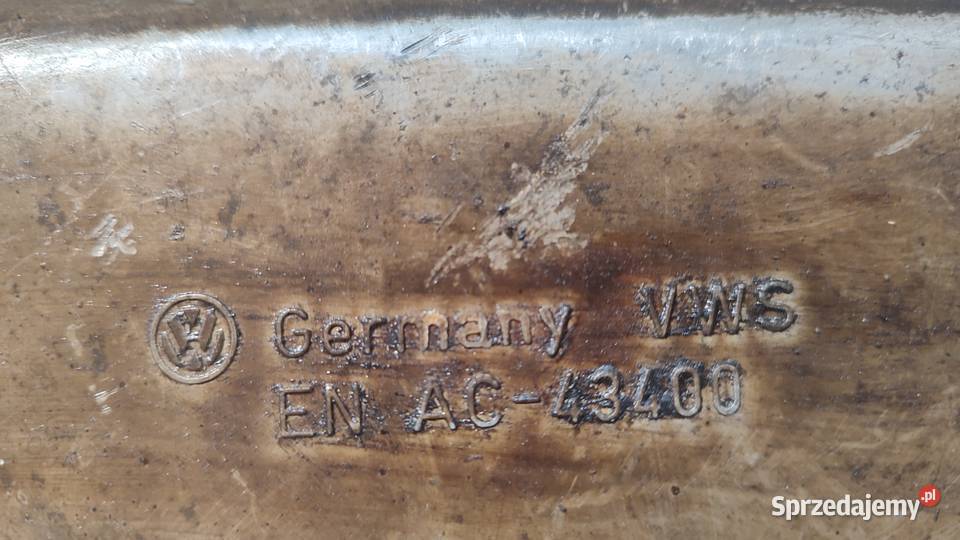 Germany VWS
EN AC-43400
Sprzedajemy.pl